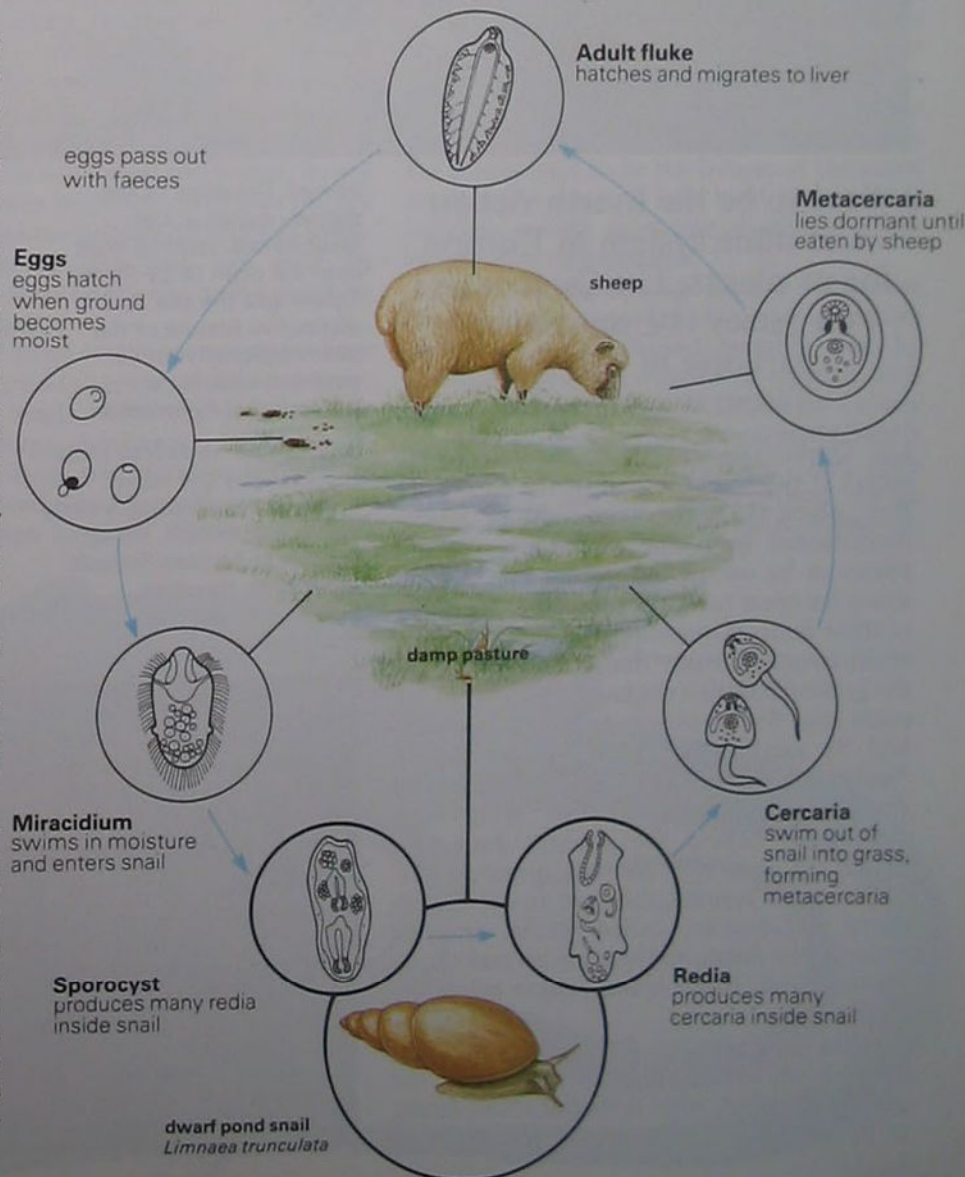 Adult fluke
hatches and migrates to liver
eggs pass out
with faeces
Metacercaria
lies dormant until
eaten by sheep
Eggs
eggs hatch
when ground
becomes
moist
sheep
damp pasture
Miracidium
swims in moisture
and enters snail
Cercaria
swim out of
snail into grass,
forming
metacercaria
Sporocyst
produces many redia
inside snail
Redia
produces many
cercaria inside snail
dwarf pond snail
Limnaea trunculata